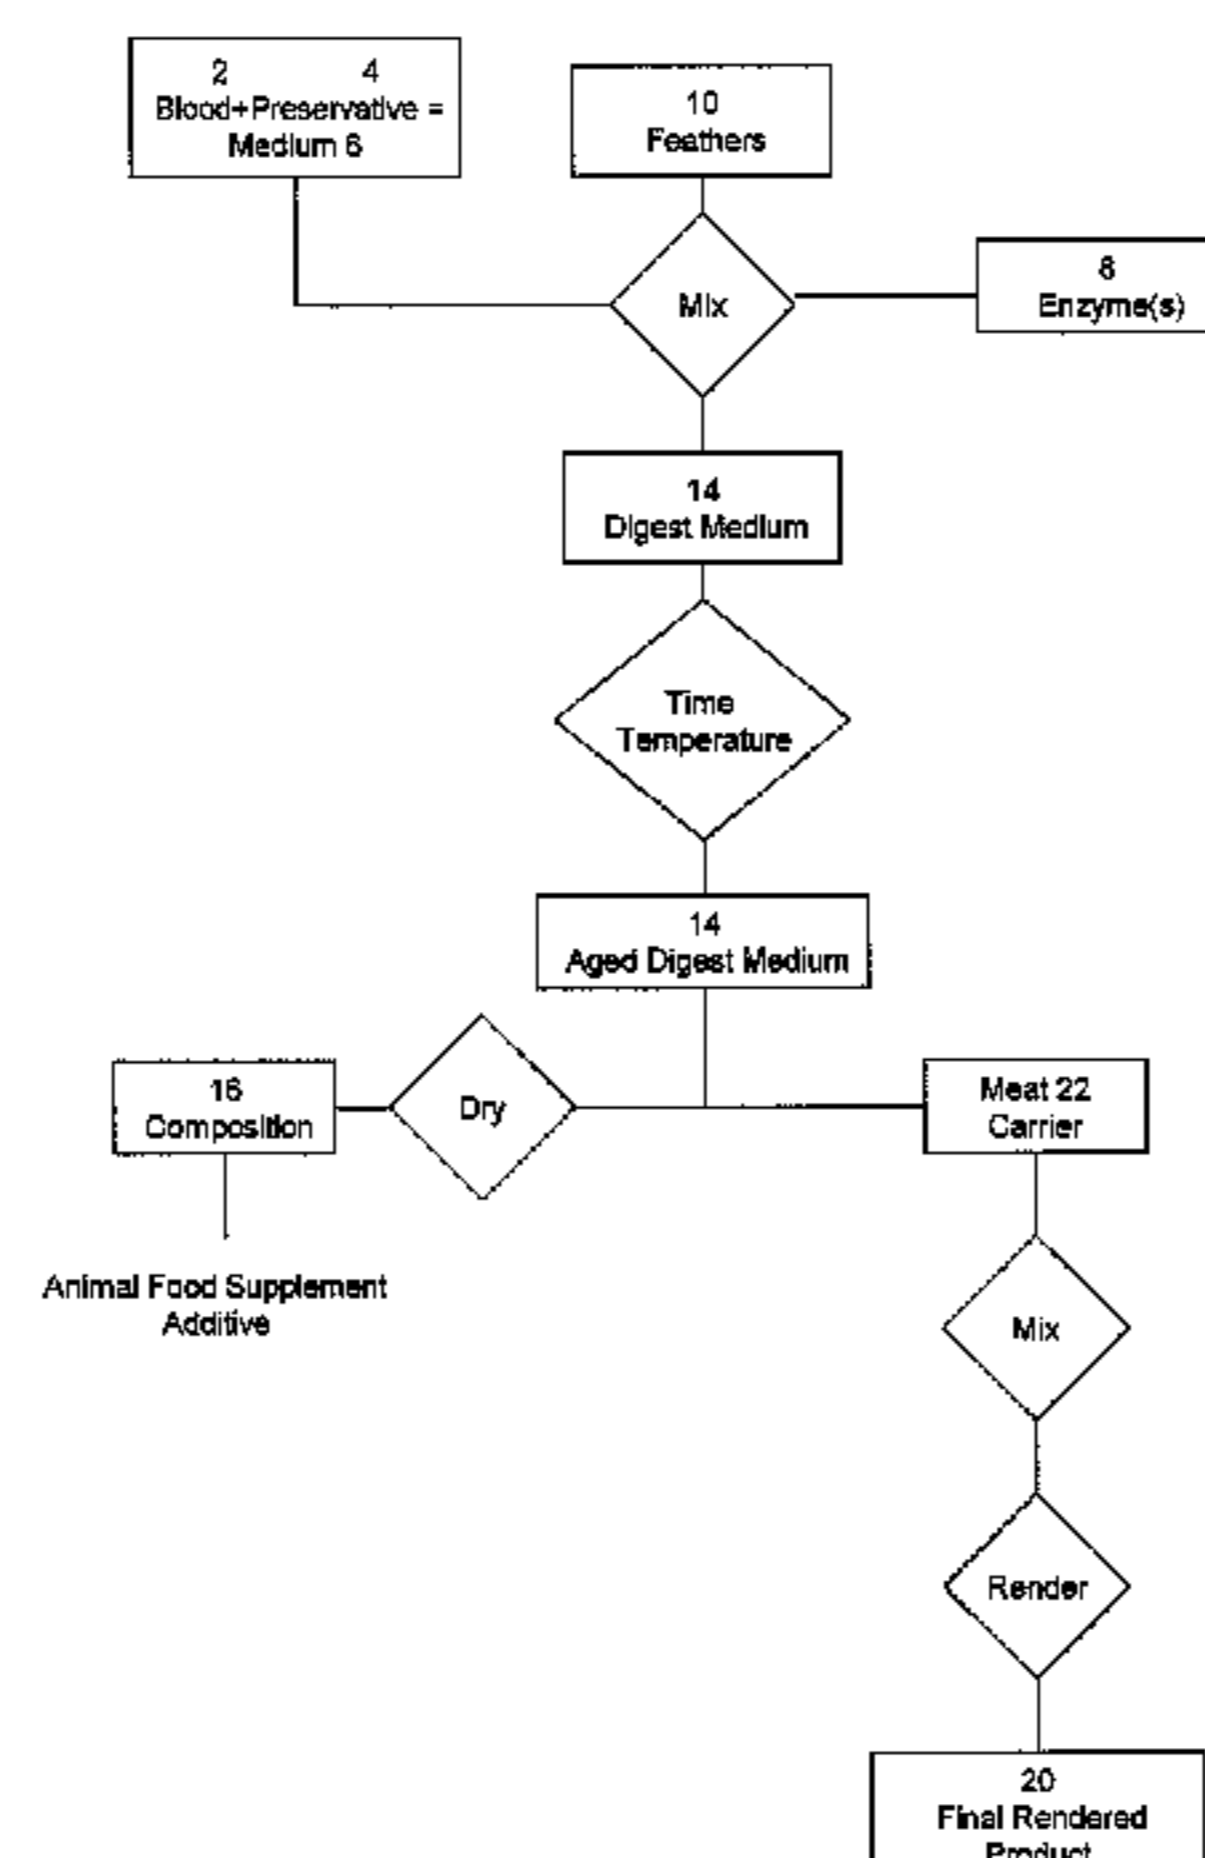 2 4
Blood+Preservative =
Medium 6
10
Feathers
Mix
8
Enzyme(s)
14
Digest Medium
Time
Temperature
14
Aged Digest Medium
16
Composition
Dry
Meat 22
Carrier
Animal Food Supplement
Additive
Mix
Render
20
Final Rendered
Product